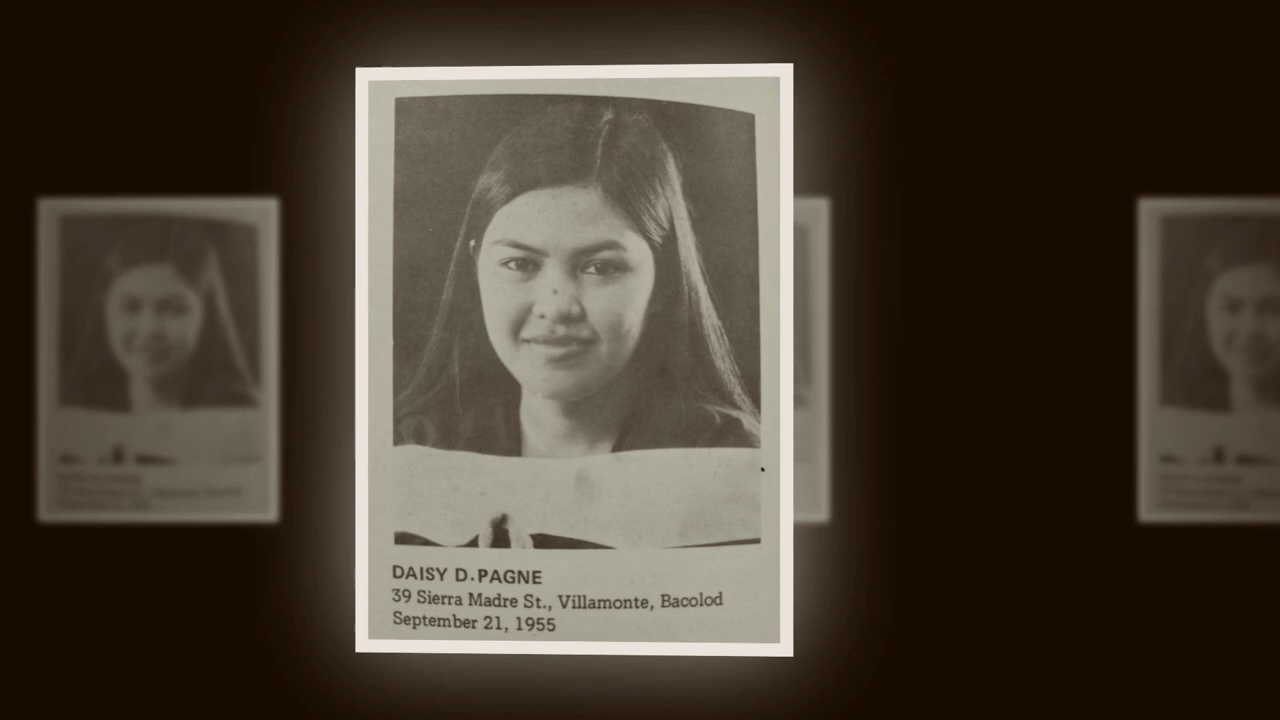 DAISY D. PAGNE
39 Sierra Madre St., Villamonte, Bacolod
September 21, 1955